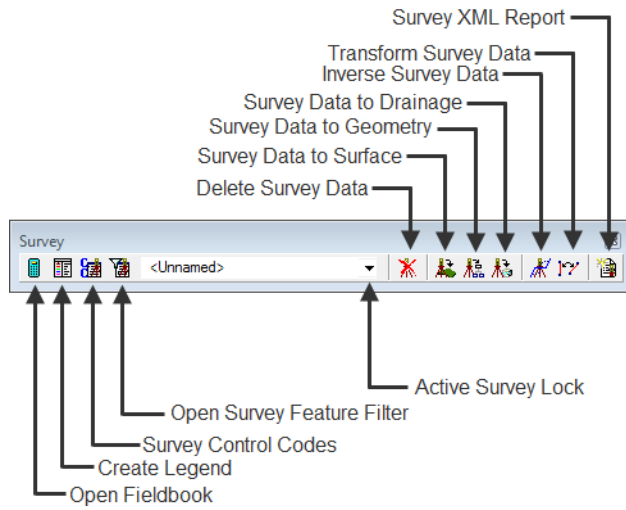 Survey XML Report
Transform Survey Data
Inverse Survey Data
Survey Data to Drainage
Survey Data to Geometry
Survey Data to Surface
Delete Survey Data
Survey
<Unnamed>
Active Survey Lock
Open Survey Feature Filter
Survey Control Codes
Create Legend
Open Fieldbook